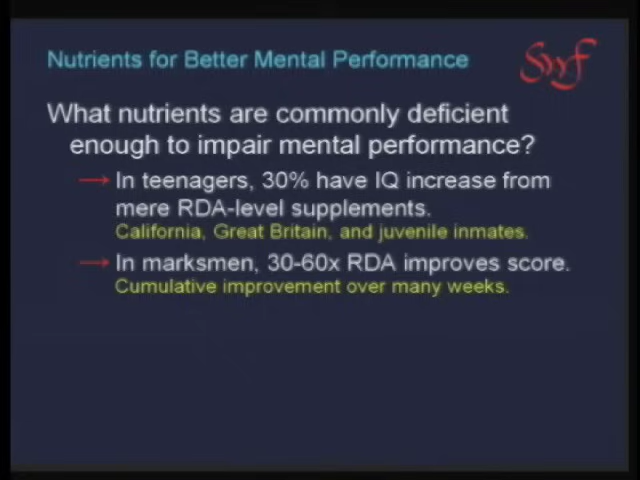 Nutrients for Better Mental Performance
What nutrients are commonly deficient
enough to impair mental performance?
→ In teenagers, 30% have IQ increase from
mere RDA-level supplements.
California, Great Britain, and juvenile inmates.
→ In marksmen, 30-60x RDA improves score.
Cumulative improvement over many weeks.